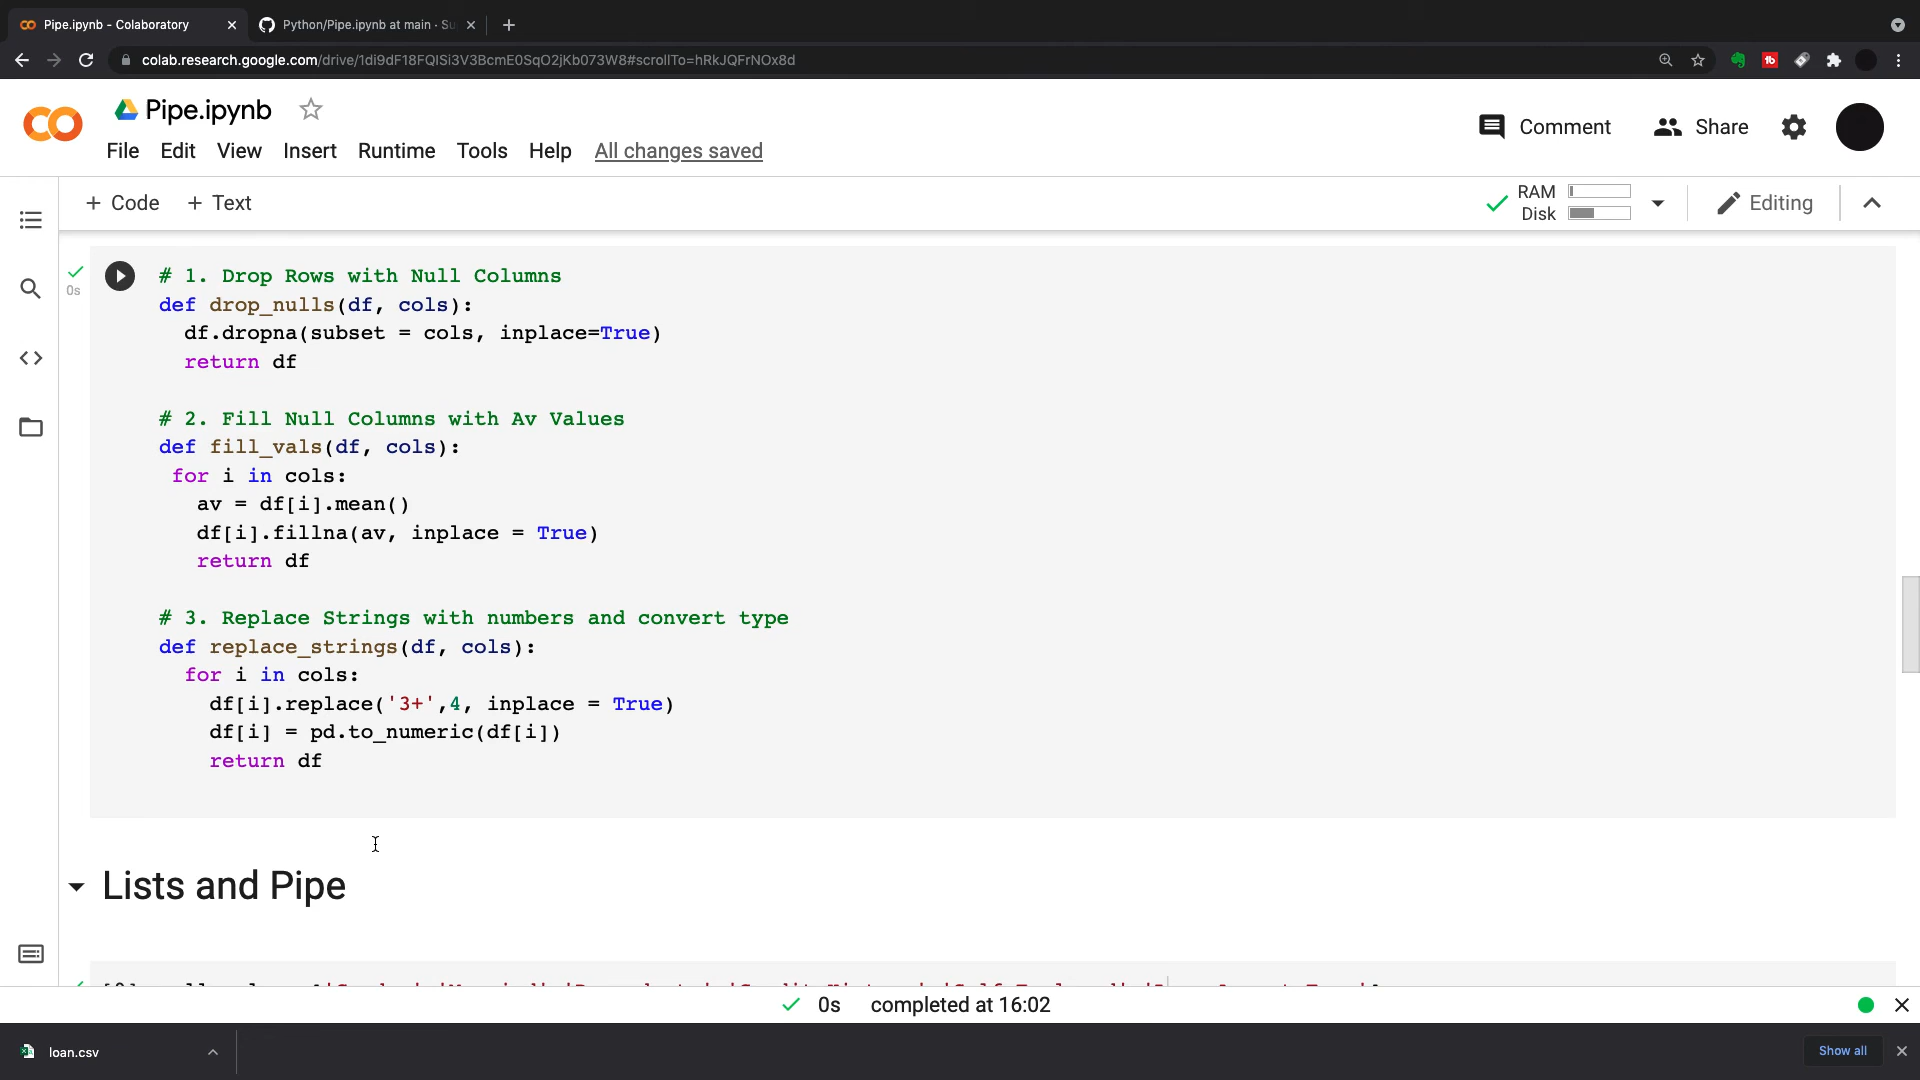 Pipe.ipynb - Colaboratory
Python/Pipe.ipynb at main · Su
colab.research.google.com/drive/1di9dF18FQISi3V3BcmE0SqO2jKb073W8#scrollTo=hRkJQFrNOx8d
Pipe.ipynb
Comment Share
File Edit View Insert Runtime Tools Help All changes saved
+ Code + Text
RAM
Disk
Editing
0s
# 1. Drop Rows with Null Columns
def drop_nulls(df, cols):
df.dropna(subset = cols, inplace=True)
return df
# 2. Fill Null Columns with Av Values
def fill_vals(df, cols):
for i in cols:
av = df[i].mean()
df[i].fillna(av, inplace = True)
return df
# 3. Replace Strings with numbers and convert type
def replace_strings(df, cols):
for i in cols:
df[i].replace('3+',4, inplace = True)
df[i] = pd.to_numeric(df[i])
return df
Lists and Pipe
0s completed at 16:02
loan.csv
Show all